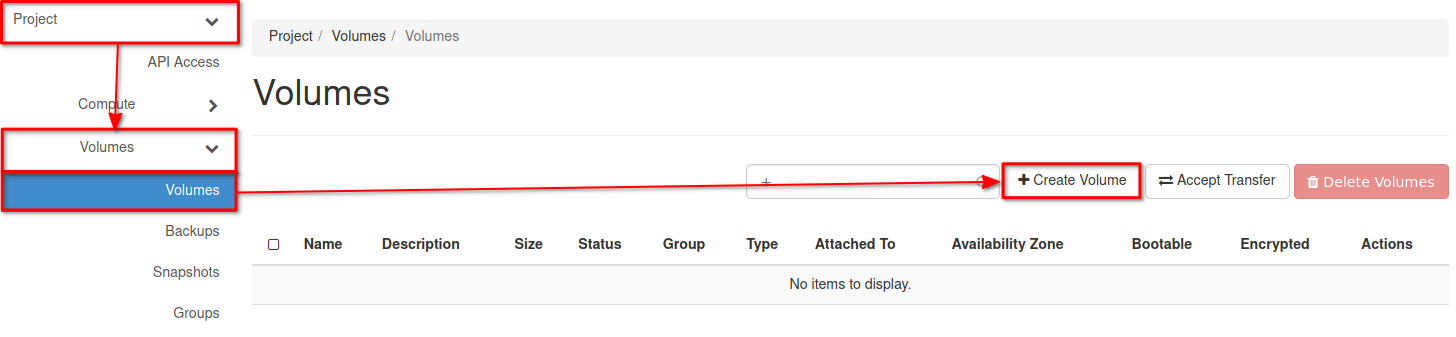 Project
API Access
Compute
Volumes
Volumes
Backups
Snapshots
Groups
Project / Volumes / Volumes
Volumes
+ Create Volume Accept Transfer Delete Volumes
Name Description Size Status Group Type Attached To Availability Zone Bootable Encrypted Actions
No items to display.